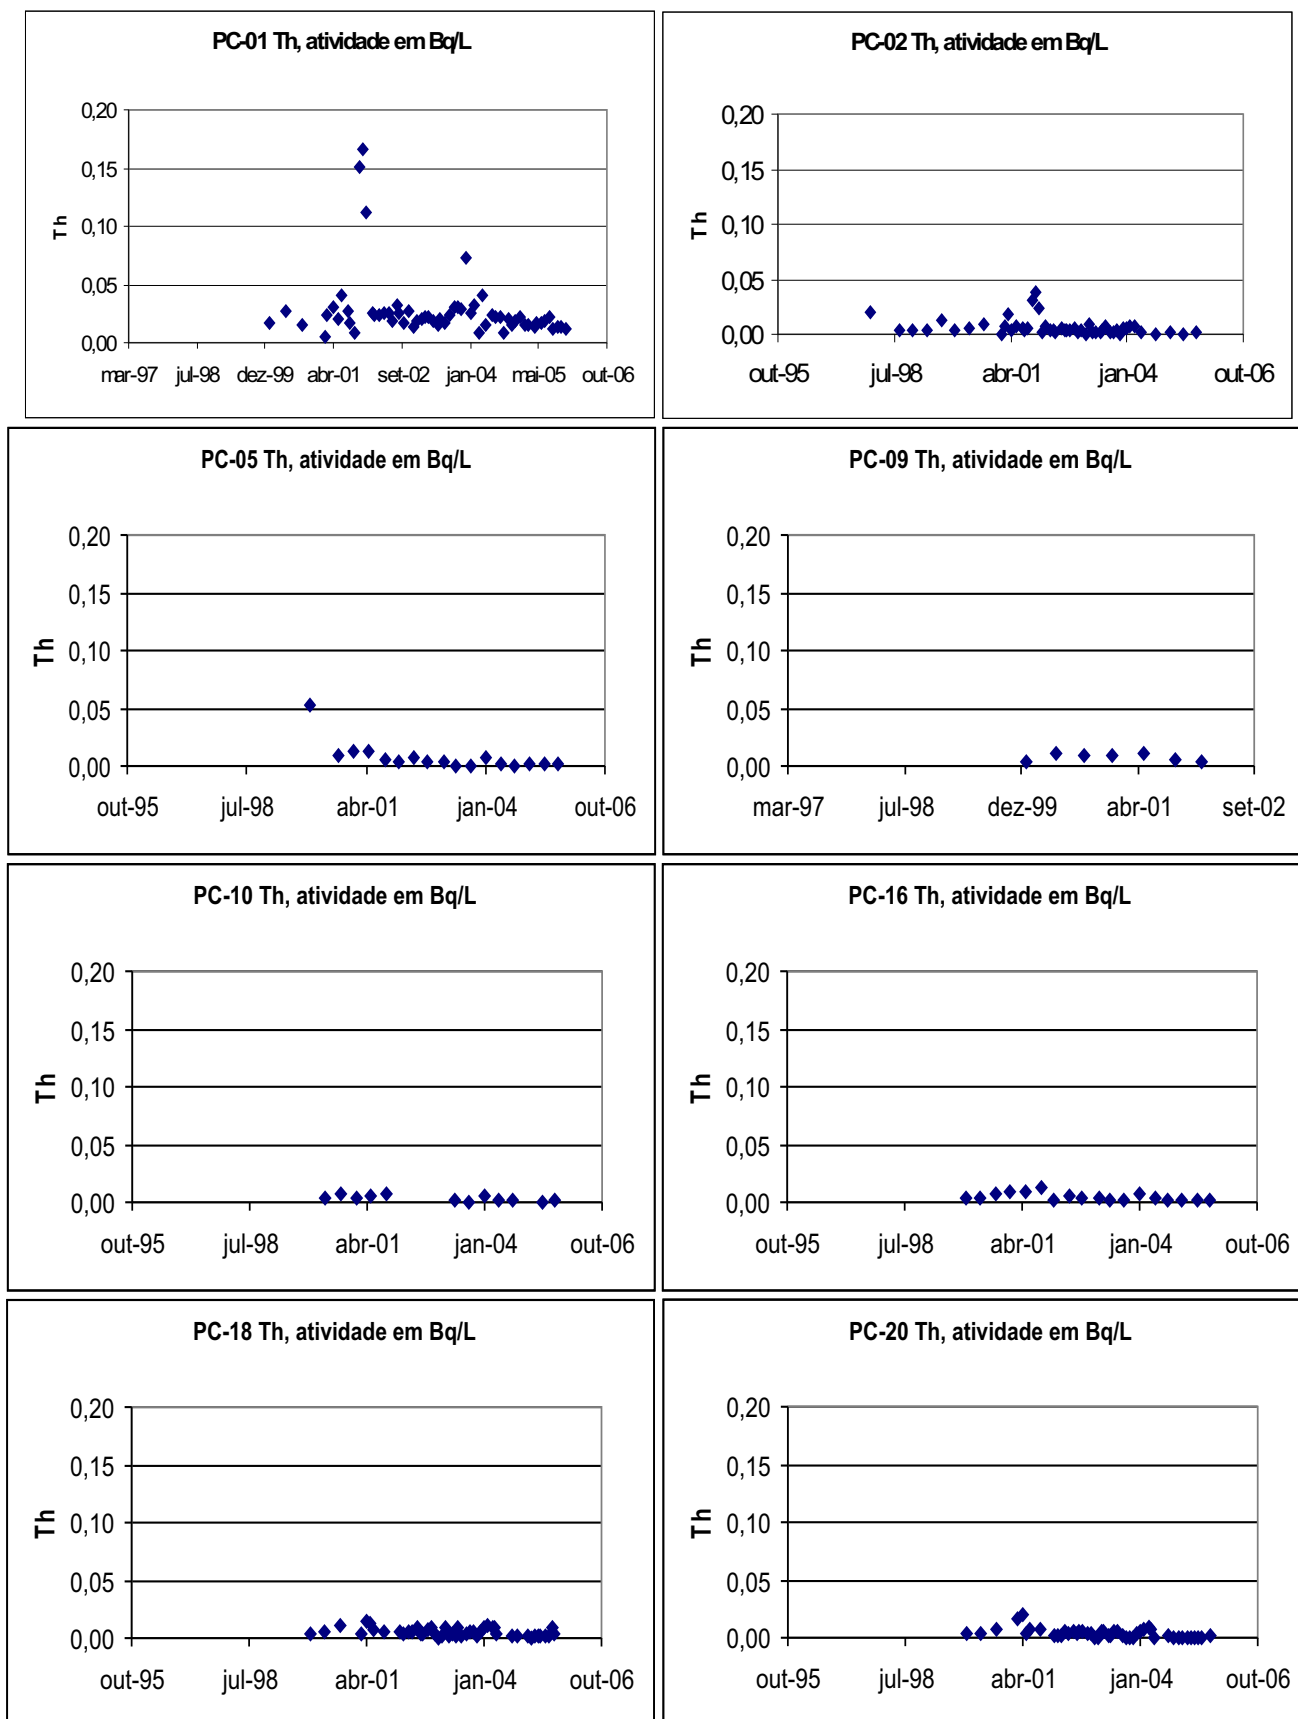 PC-01 Th, atividade em Bq/L
0,20
0,15
0,10
0,05
0,00
Th
mar-97 jul-98 dez-99 abr-01 set-02 jan-04 mai-05 out-06
PC-02 Th, atividade em Bq/L
0,20
0,15
0,10
0,05
0,00
Th
out-95 jul-98 abr-01 jan-04 out-06
PC-05 Th, atividade em Bq/L
0,20
0,15
0,10
0,05
0,00
Th
out-95 jul-98 abr-01 jan-04 out-06
PC-09 Th, atividade em Bq/L
0,20
0,15
0,10
0,05
0,00
Th
mar-97 jul-98 dez-99 abr-01 set-02
PC-10 Th, atividade em Bq/L
0,20
0,15
0,10
0,05
0,00
Th
out-95 jul-98 abr-01 jan-04 out-06
PC-16 Th, atividade em Bq/L
0,20
0,15
0,10
0,05
0,00
Th
out-95 jul-98 abr-01 jan-04 out-06
PC-18 Th, atividade em Bq/L
0,20
0,15
0,10
0,05
0,00
Th
out-95 jul-98 abr-01 jan-04 out-06
PC-20 Th, atividade em Bq/L
0,20
0,15
0,10
0,05
0,00
Th
out-95 jul-98 abr-01 jan-04 out-06